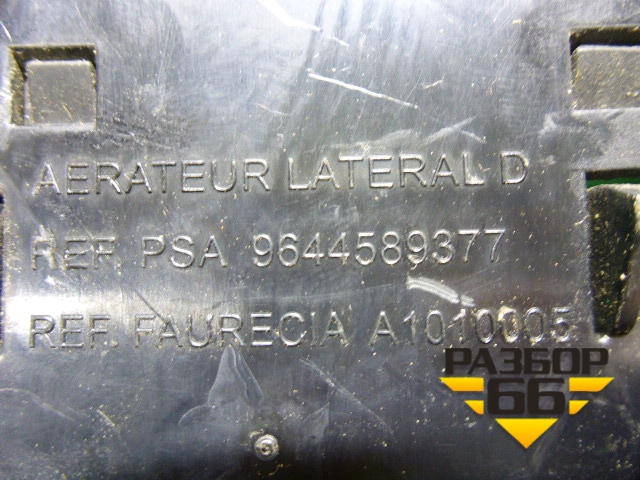 AERATEUR LATERAL D
REF. PSA 9644589377
REF. FAURECIA A1010005
РАЗБОР
66